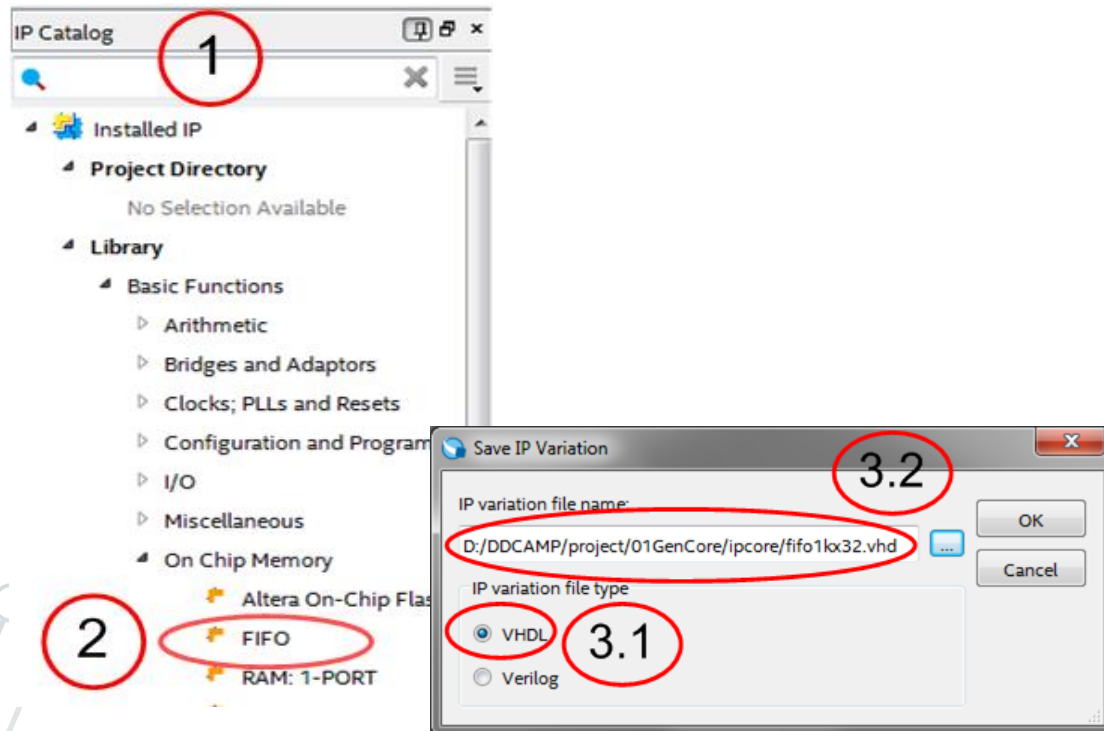 IP Catalog
1
Installed IP
Project Directory
No Selection Available
Library
Basic Functions
Arithmetic
Bridges and Adaptors
Clocks; PLLs and Resets
Configuration and Program
I/O
Miscellaneous
On Chip Memory
Altera On-Chip Flas
2
FIFO
RAM: 1-PORT
Save IP Variation
3.2
IP variation file name:
D:/DDCAMP/project/01GenCore/ipcore/fifo1kx32.vhd
...
OK
Cancel
IP variation file type
VHDL
3.1
Verilog